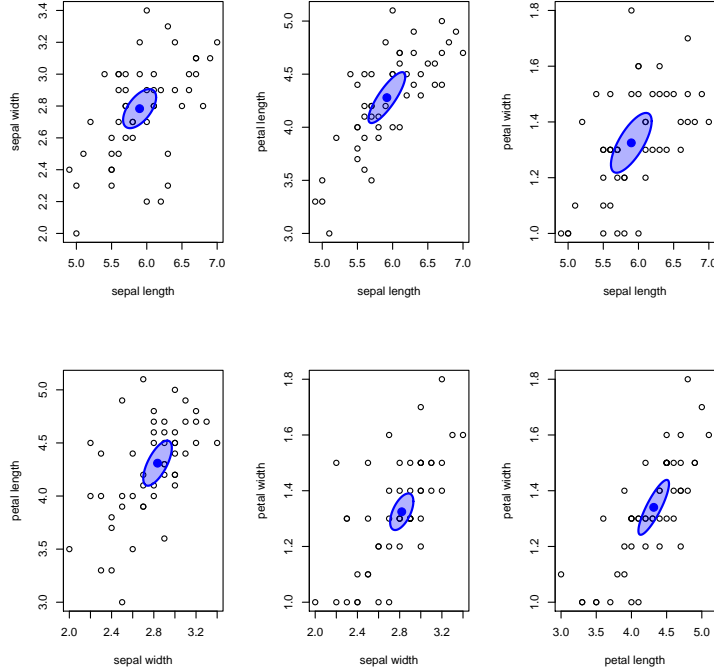 3.4
3.2
3.0
2.8
2.6
2.4
2.2
2.0
sepal width
5.0 5.5 6.0 6.5 7.0
sepal length
5.0
4.5
4.0
3.5
3.0
petal length
5.0 5.5 6.0 6.5 7.0
sepal length
1.8
1.6
1.4
1.2
1.0
petal width
5.0 5.5 6.0 6.5 7.0
sepal length
5.0
4.5
4.0
3.5
3.0
petal length
2.0 2.4 2.8 3.2
sepal width
1.8
1.6
1.4
1.2
1.0
petal width
2.0 2.4 2.8 3.2
sepal width
1.8
1.6
1.4
1.2
1.0
petal width
3.0 3.5 4.0 4.5 5.0
petal length